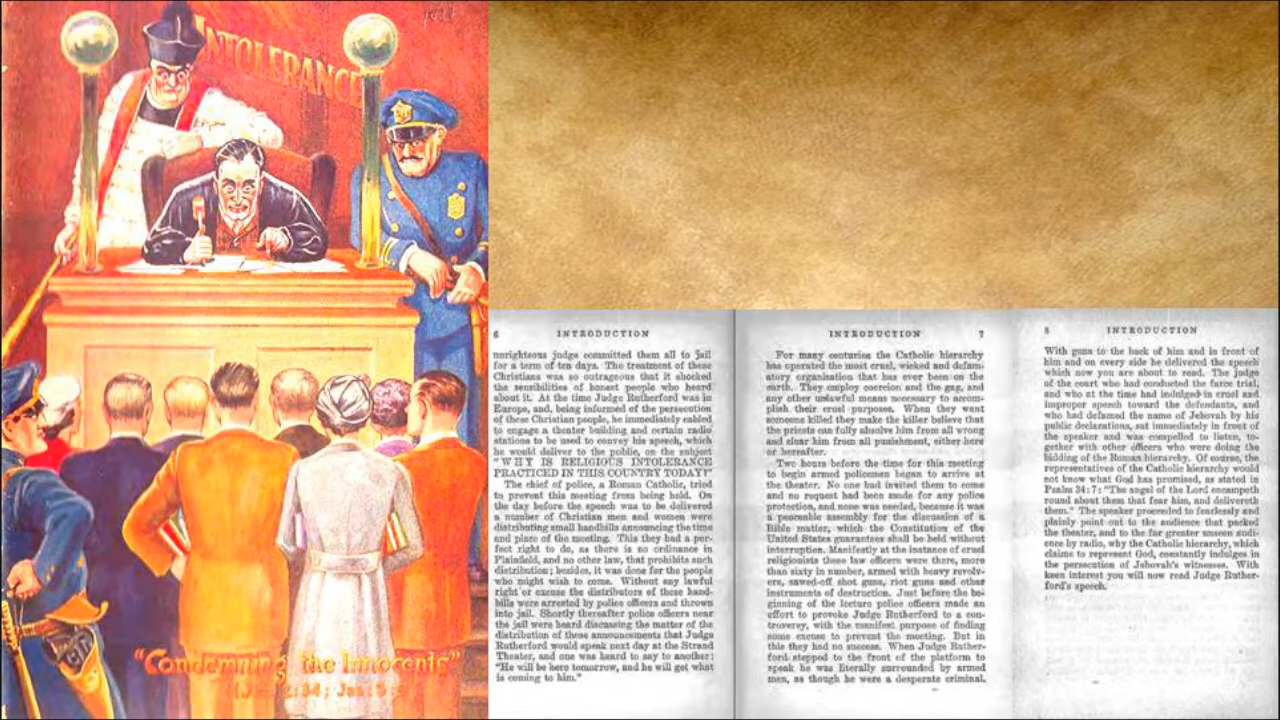 INTOLERANCE
"Condemning the Innocents"
6 INTRODUCTION
unrighteous judge committed them all to jail
for a term of ten days. The treatment of these
Christians was so outrageous that it shocked
the sensibilities of honest people who heard
about it. At the time Judge Rutherford was in
Europe, and, being informed of the persecution
of these Christian people, he immediately cabled
to engage a theater building and certain radio
stations to be used to convey his speech, which
he would deliver to the public, on the subject
"WHY IS RELIGIOUS INTOLERANCE
PRACTICED IN THIS COUNTRY TODAY?"
The chief of police, a Roman Catholic, tried
to prevent this meeting from being held. On
the day before the speech was to be delivered
a number of Christian men and women were
distributing small handbills announcing the time
and place of the meeting. This they had a per-
fect right to do, as there is no ordinance in
Plainfield, and no other law, that prohibits such
distribution; besides, it was done for the people
who might wish to come. Without any lawful
right or excuse the distributors of these hand-
bills were arrested by police officers and thrown
into jail. Shortly thereafter police officers near
the jail were heard discussing the matter of the
distribution of these announcements that Judge
Rutherford would speak next day at the Strand
Theater, and one was heard to say to another:
"He will be here tomorrow, and he will get what
is coming to him."
INTRODUCTION 7
For many centuries the Catholic hierarchy
has operated the most cruel, wicked and defam-
atory organization that has ever been on the
earth. They employ coercion and the gag, and
any other unlawful means necessary to accom-
plish their cruel purposes. When they want
someone killed they make the killer believe that
the priests can fully absolve him from all wrong
and clear him from all punishment, either here
or hereafter.
Two hours before the time for this meeting
to begin armed policemen began to arrive at
the theater. No one had invited them to come
and no request had been made for any police
protection, and none was needed, because it was
a peaceable assembly for the discussion of a
Bible matter, which the Constitution of the
United States guarantees shall be held without
interruption. Manifestly at the instance of cruel
religionists these law officers were there, more
than sixty in number, armed with heavy revolv-
ers, sawed-off shot guns, riot guns and other
instruments of destruction. Just before the be-
ginning of the lecture police officers made an
effort to provoke Judge Rutherford to a con-
troversy, with the manifest purpose of finding
some excuse to prevent the meeting. But in
this they had no success. When Judge Ruther-
ford stepped to the front of the platform to
speak he was literally surrounded by armed
men, as though he were a desperate criminal.
8 INTRODUCTION
With guns to the back of him and in front of
him and on every side he delivered the speech
which now you are about to read. The judge
of the court who had conducted the farce trial,
and who at the time had indulged in cruel and
improper speech toward the defendants, and
who had defamed the name of Jehovah by his
public declarations, sat immediately in front of
the speaker and was compelled to listen, to-
gether with other officers who were doing the
bidding of the Roman hierarchy. Of course, the
representatives of the Catholic hierarchy would
not know what God has promised, as stated in
Psalm 34:7: "The angel of the Lord encampeth
round about them that fear him, and delivereth
them." The speaker proceeded to fearlessly and
plainly point out to the audience that packed
the theater, and to the far greater unseen audi-
ence by radio, why the Catholic hierarchy, which
claims to represent God, constantly indulges in
the persecution of Jehovah's witnesses. With
keen interest you will now read Judge Ruther-
ford's speech.